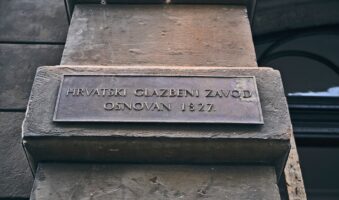 HRVATSKI GLAZBENI ZAVOD
OSNOVAN 1827.